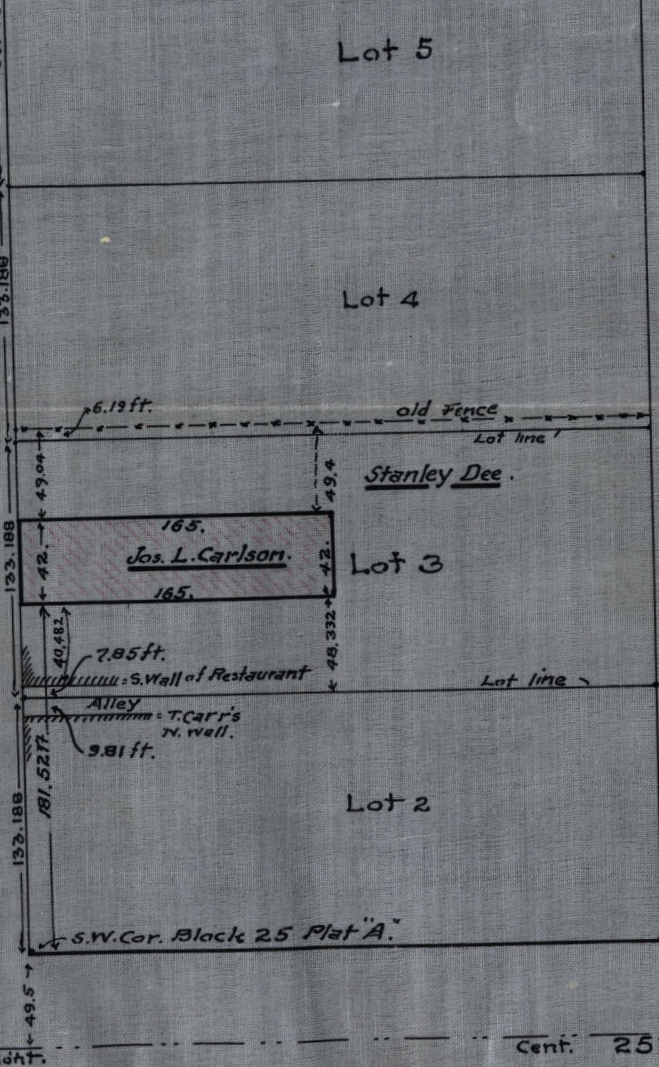 Lot 5
133.188
Lot 4
6.19 ft.
old Fence
Lot line
49.04
49.4
Stanley Dee.
133.188
165.
42.
Jos. L. Carlson.
42.
Lot 3
165.
40.482
48.332
7.85 ft.
= S. Wall of Restaurant
Lot line
Alley
= T. Carr's
N. Wall.
9.81 ft.
181.52 ft
133.188
Lot 2
S.W. Cor. Block 25 Plat "A."
49.5
Cent. 25